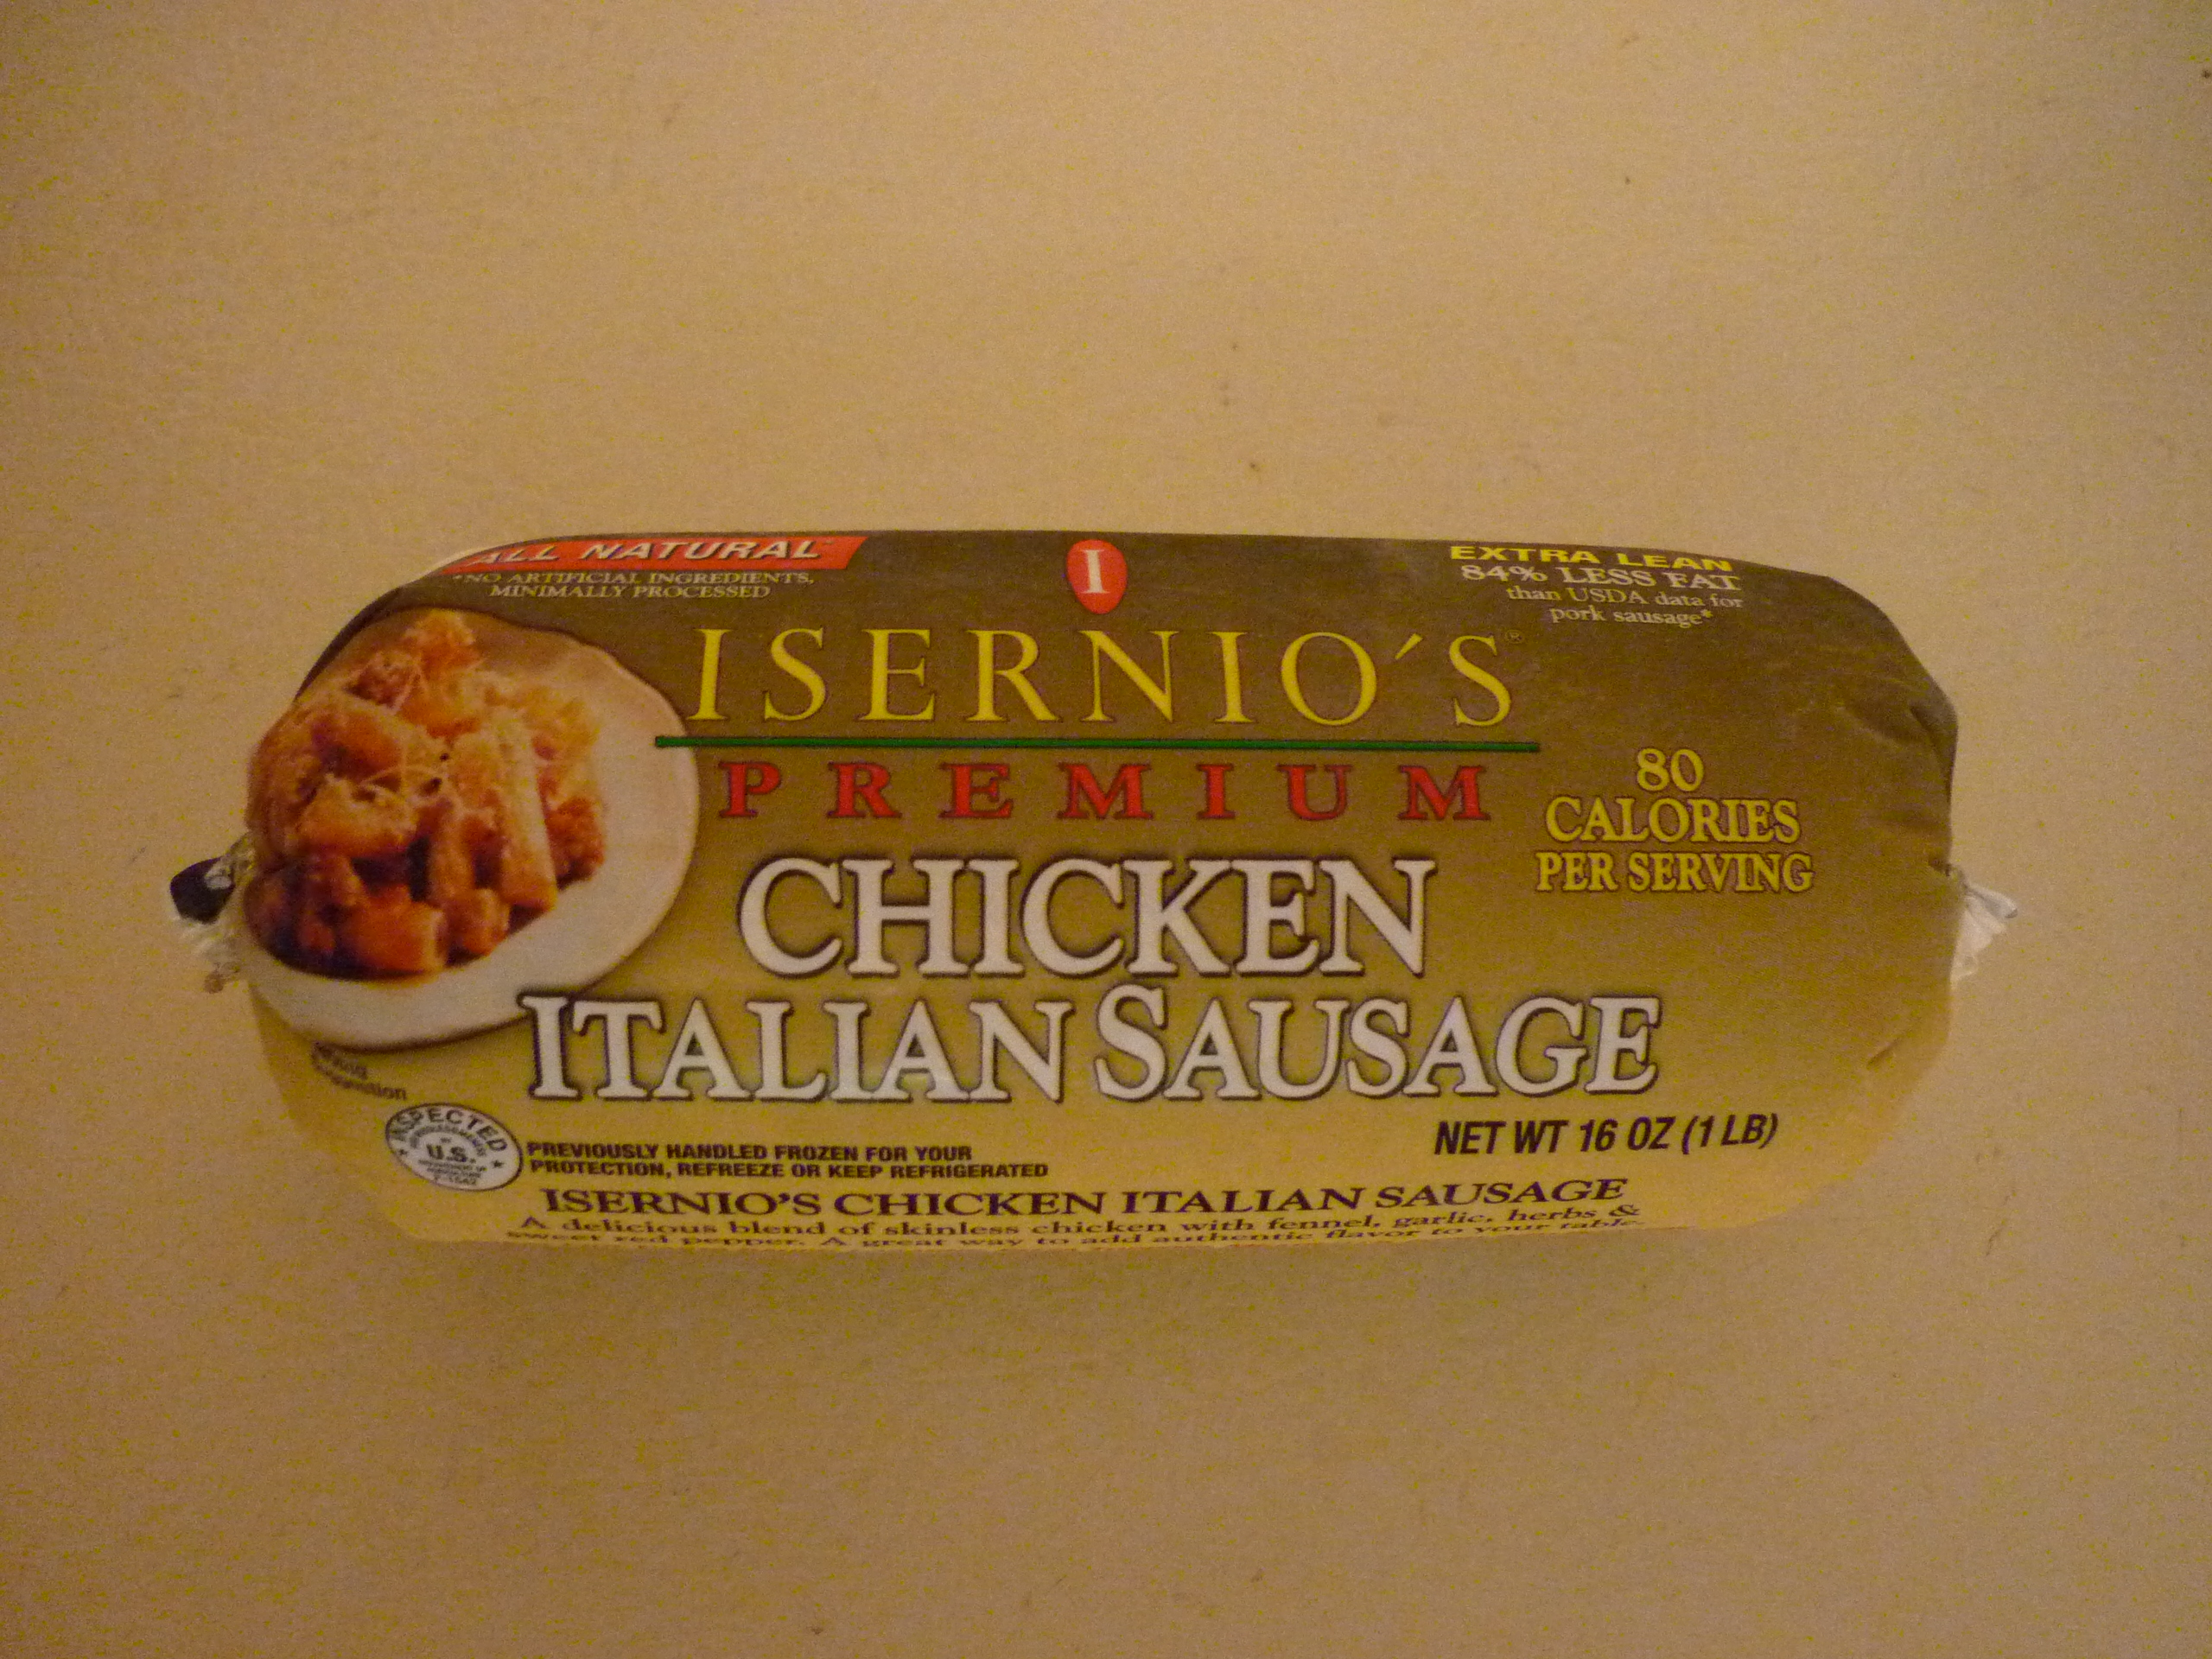 ALL NATURAL*
*NO ARTIFICIAL INGREDIENTS,
MINIMALLY PROCESSED
I
EXTRA LEAN
84% LESS FAT
than USDA data for
pork sausage*
ISERNIO'S®
PREMIUM
80
CALORIES
PER SERVING
CHICKEN
ITALIAN SAUSAGE
NET WT 16 OZ (1 LB)
INSPECTED
U.S.
PREVIOUSLY HANDLED FROZEN FOR YOUR
PROTECTION, REFREEZE OR KEEP REFRIGERATED
ISERNIO'S CHICKEN ITALIAN SAUSAGE
A delicious blend of skinless chicken with fennel, garlic, herbs &
sweet red pepper. A great way to add authentic flavor to your table.